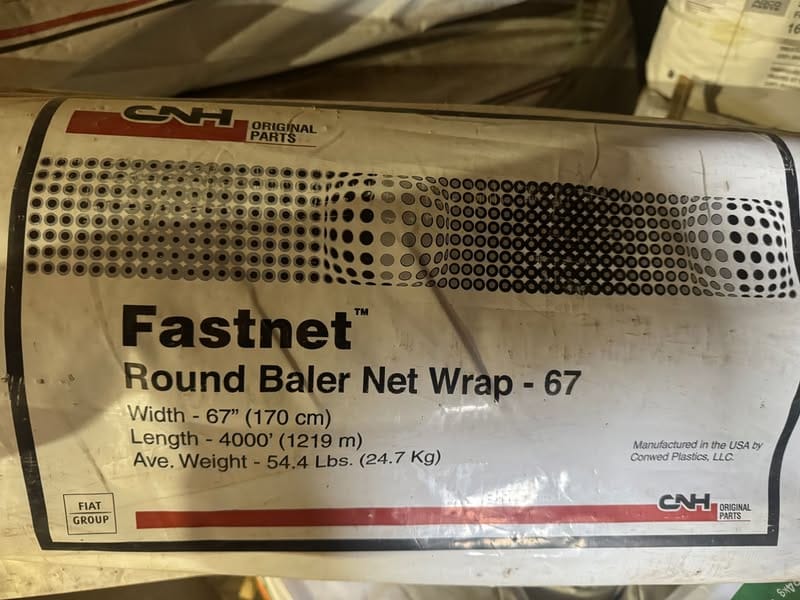 CNH
ORIGINAL
PARTS
Fastnet™
Round Baler Net Wrap - 67
Width - 67” (170 cm)
Length - 4000’ (1219 m)
Ave. Weight - 54.4 Lbs. (24.7 Kg)
Manufactured in the USA by
Conwed Plastics, LLC.
FIAT
GROUP
CNH
ORIGINAL
PARTS